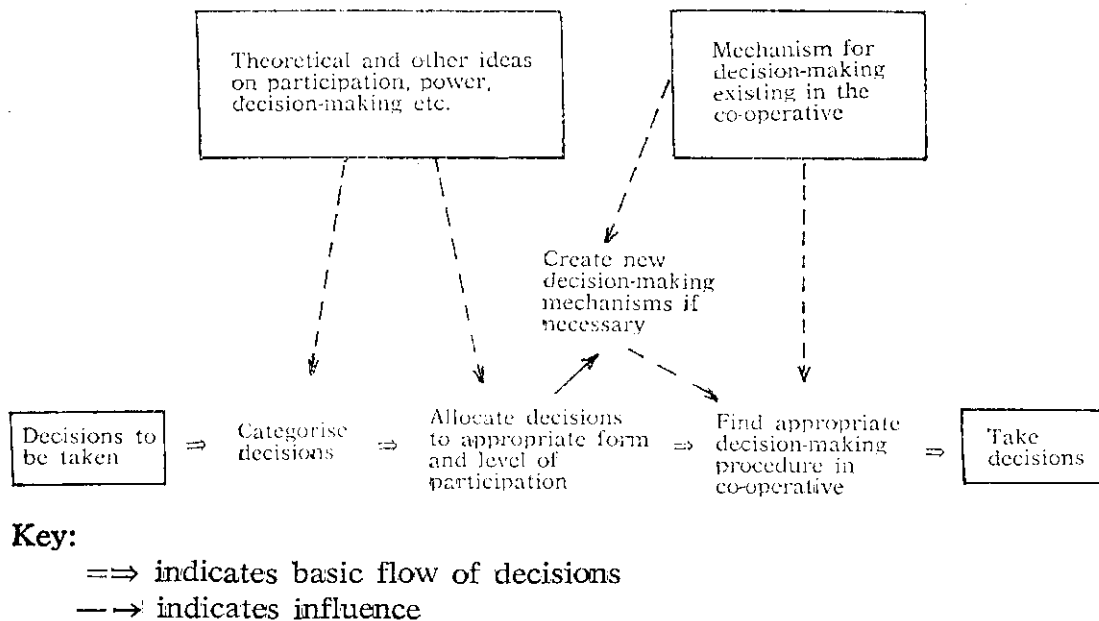 Theoretical and other ideas
on participation, power,
decision-making etc.
Mechanism for
decision-making
existing in the
co-operative
Create new
decision-making
mechanisms if
necessary
Decisions to
be taken
⇒
Categorise
decisions
⇒
Allocate decisions
to appropriate form
and level of
participation
⇒
Find appropriate
decision-making
procedure in
co-operative
⇒
Take
decisions
Key:
=⇒ indicates basic flow of decisions
— → indicates influence